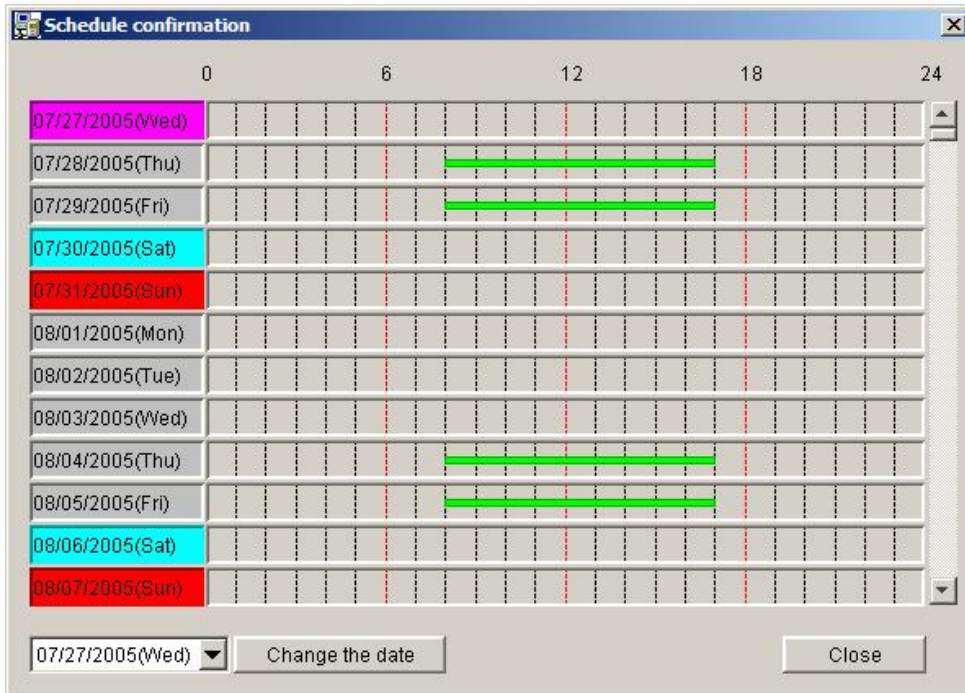 Schedule confirmation
0 6 12 18 24
07/27/2005(Wed)
07/28/2005(Thu)
07/29/2005(Fri)
07/30/2005(Sat)
07/31/2005(Sun)
08/01/2005(Mon)
08/02/2005(Tue)
08/03/2005(Wed)
08/04/2005(Thu)
08/05/2005(Fri)
08/06/2005(Sat)
08/07/2005(Sun)
07/27/2005(Wed) Change the date Close